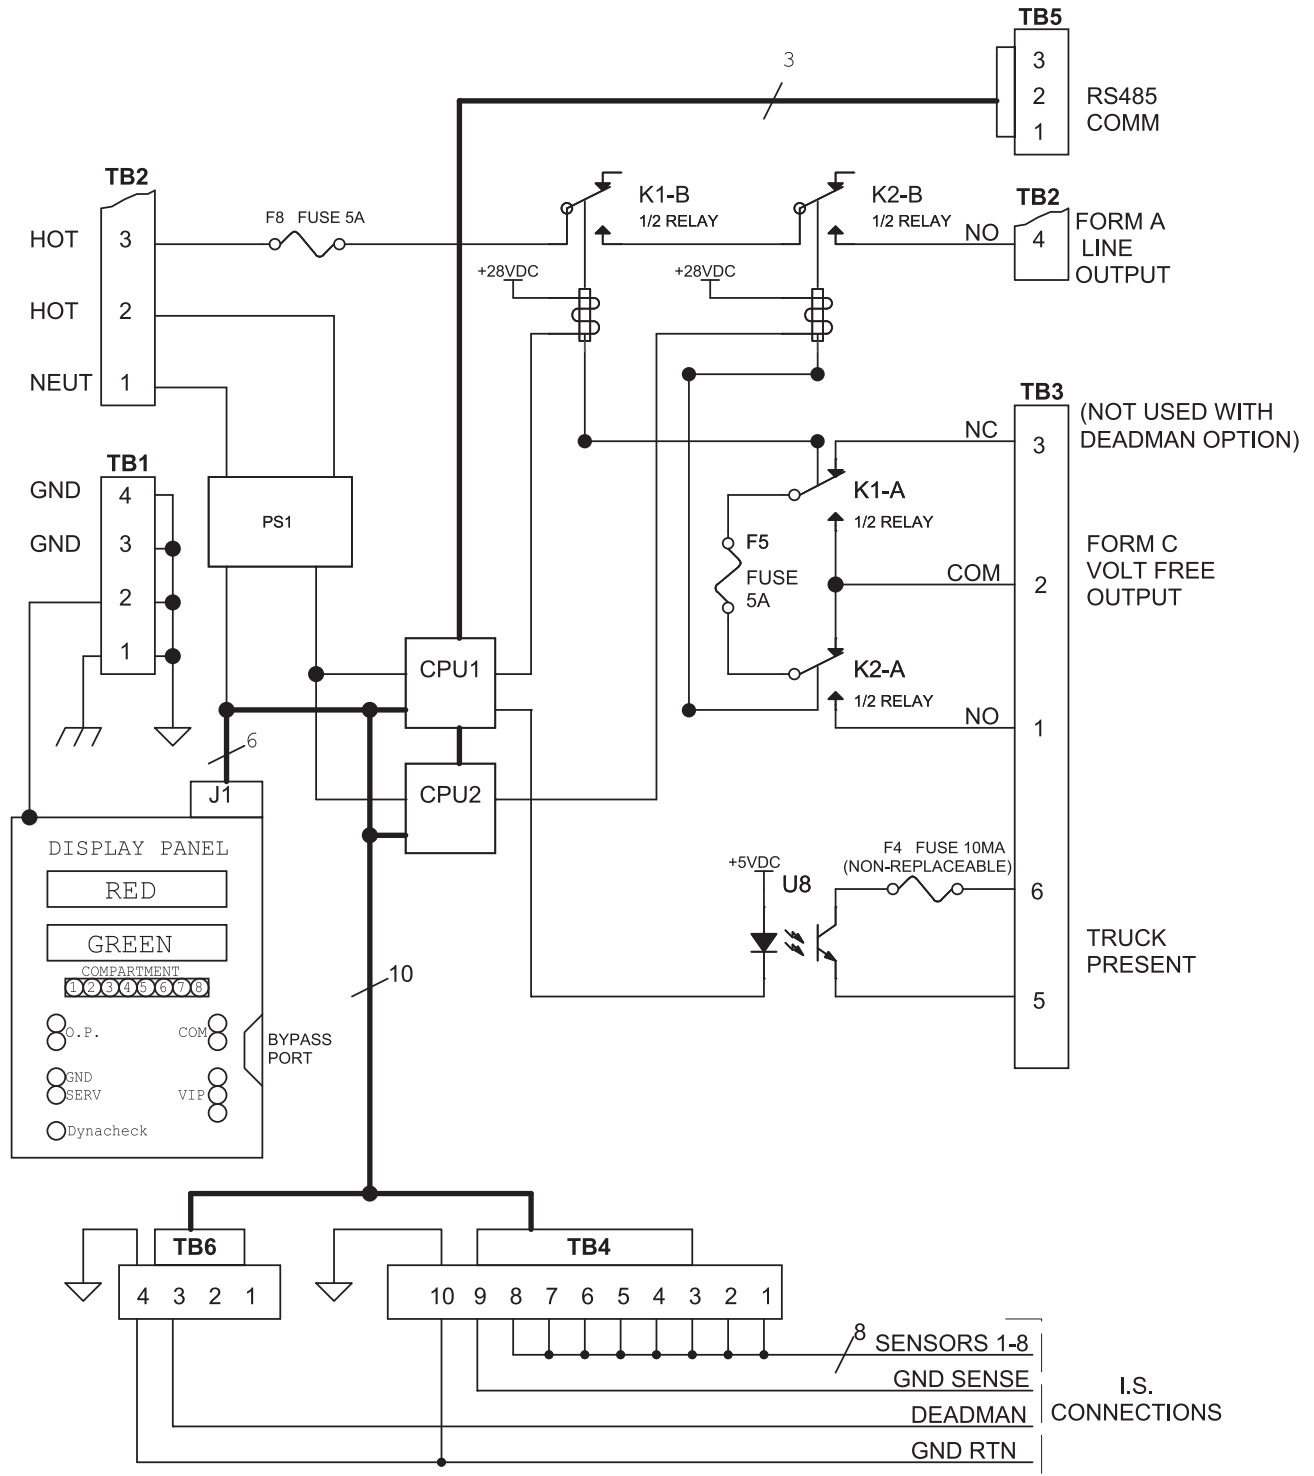 TB5
3
3
2
1
RS485
COMM
TB2
HOT 3
F8 FUSE 5A
K1-B
1/2 RELAY
K2-B
1/2 RELAY
TB2
NO 4
FORM A
LINE
OUTPUT
+28VDC
+28VDC
HOT 2
NEUT 1
TB3
(NOT USED WITH
DEADMAN OPTION)
NC 3
TB1
GND 4
GND 3
2
1
PS1
K1-A
1/2 RELAY
F5
FUSE
5A
COM 2
FORM C
VOLT FREE
OUTPUT
CPU1
K2-A
1/2 RELAY
NO 1
6
J1
CPU2
DISPLAY PANEL
RED
GREEN
COMPARTMENT
1 2 3 4 5 6 7 8
O.P.
COM
GND
SERV
VIP
Dynacheck
BYPASS
PORT
+5VDC
U8
F4 FUSE 10MA
(NON-REPLACEABLE)
6
TRUCK
PRESENT
5
10
TB6
4 3 2 1
TB4
10 9 8 7 6 5 4 3 2 1
8
SENSORS 1-8
GND SENSE
DEADMAN
GND RTN
I.S.
CONNECTIONS